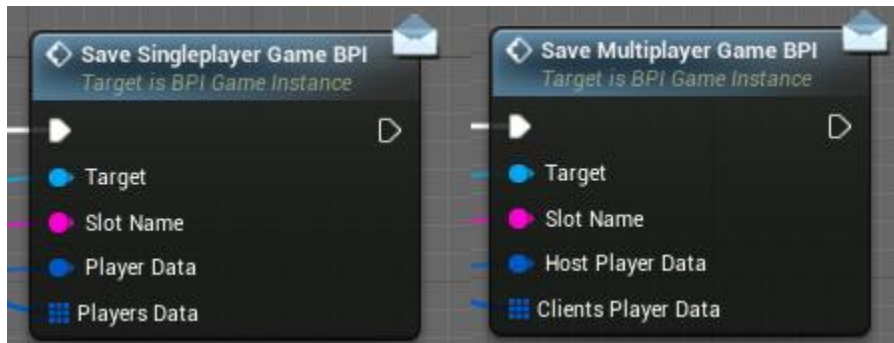 Save Singleplayer Game BPI
Target is BPI Game Instance
Target
Slot Name
Player Data
Players Data
Save Multiplayer Game BPI
Target is BPI Game Instance
Target
Slot Name
Host Player Data
Clients Player Data